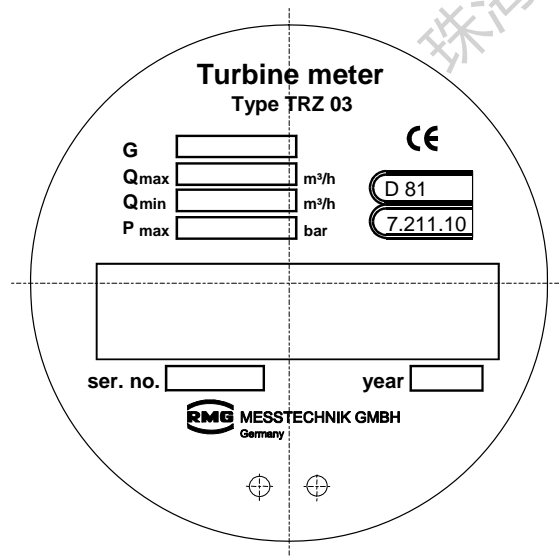 Turbine meter
Type TRZ 03
CE
G
Qmax m³/h
Qmin m³/h
P max bar
D 81
7.211.10
ser. no. year
RMG MESSTECHNIK GMBH
Germany